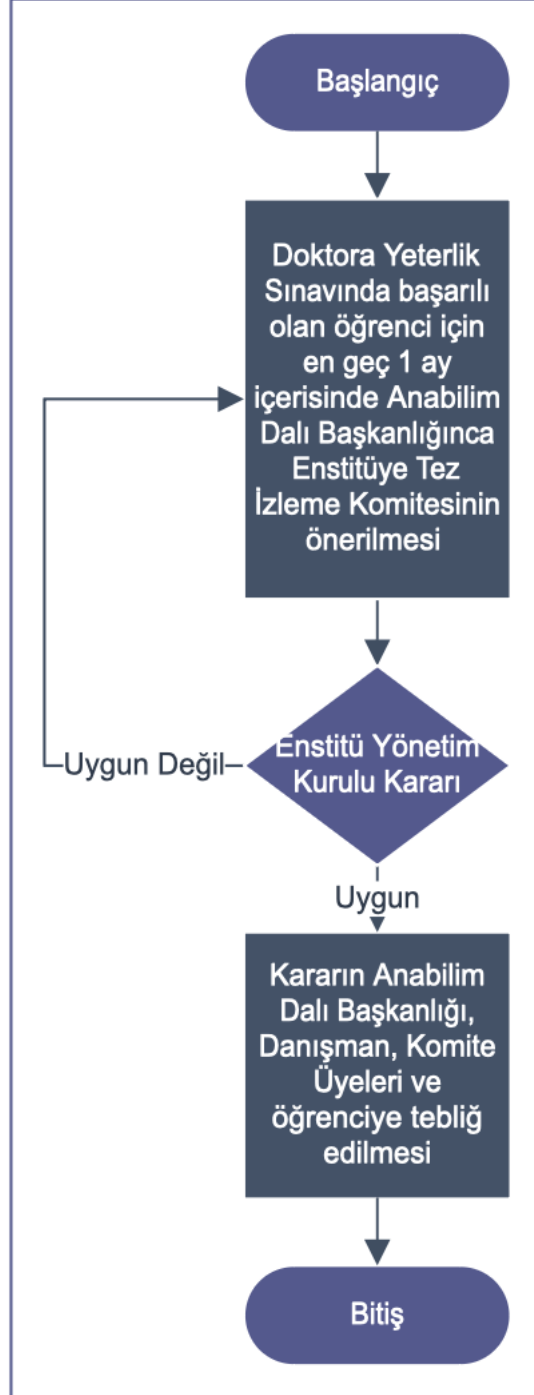 Başlangıç
Doktora Yeterlik
Sınavında başarılı
olan öğrenci için
en geç 1 ay
içerisinde Anabilim
Dalı Başkanlığınca
Enstitüye Tez
İzleme Komitesinin
önerilmesi
Enstitü Yönetim
Kurulu Kararı
Uygun Değil
Uygun
Kararın Anabilim
Dalı Başkanlığı,
Danışman, Komite
Üyeleri ve
öğrenciye tebliğ
edilmesi
Bitiş